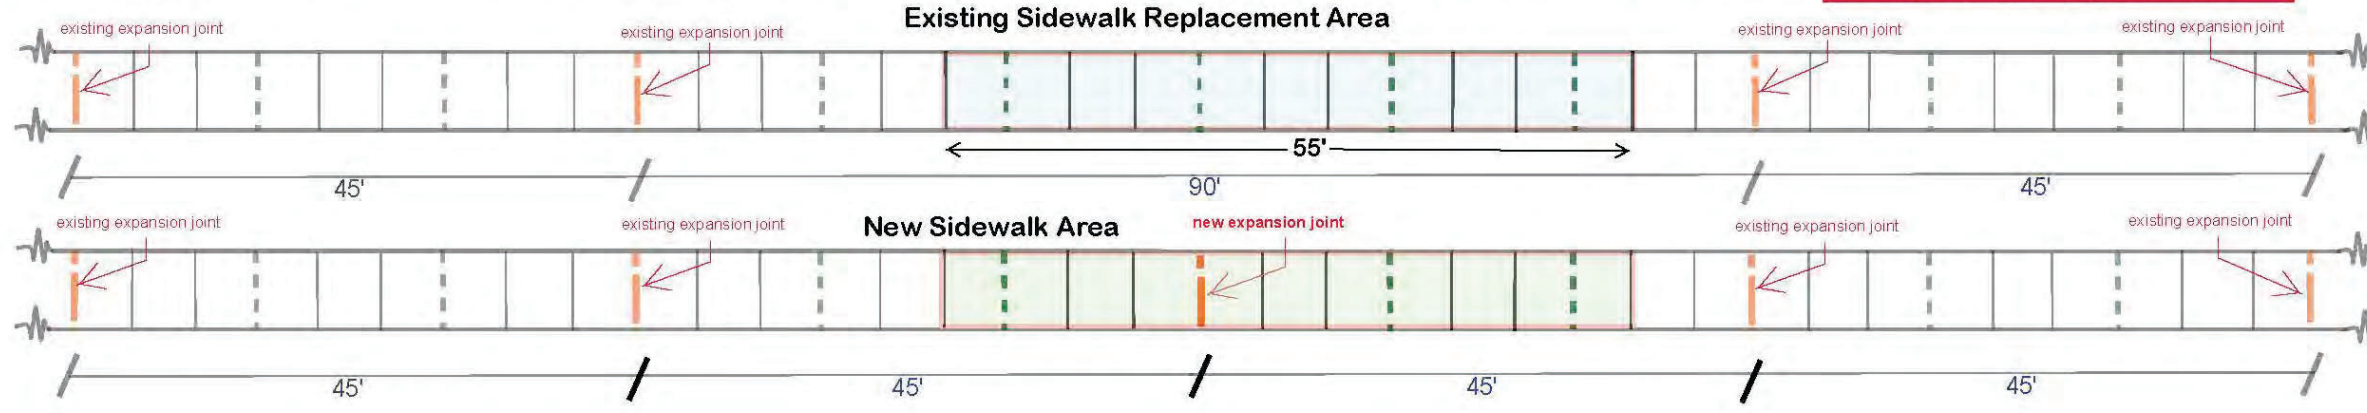 Existing Sidewalk Replacement Area
existing expansion joint
existing expansion joint
existing expansion joint
existing expansion joint
55'
45'
90'
45'
New Sidewalk Area
existing expansion joint
existing expansion joint
new expansion joint
existing expansion joint
existing expansion joint
45'
45'
45'
45'